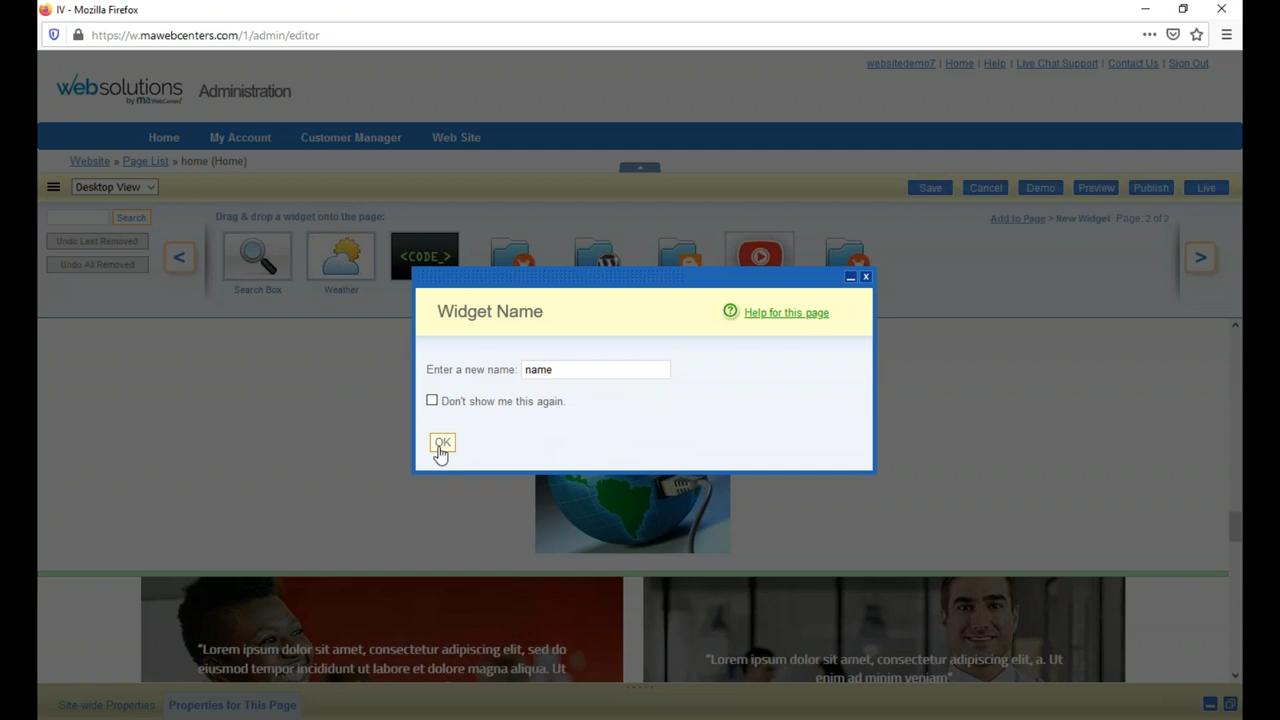 IV - Mozilla Firefox
https://w.mawebcenters.com/1/admin/editor
websitedemo7 | Home | Help | Live Chat Support | Contact Us | Sign Out
websolutions
by ma WebCenters
Administration
Home My Account Customer Manager Web Site
Website » Page List » home (Home)
Desktop View
Save Cancel Demo Preview Publish Live
Search
Drag & drop a widget onto the page:
Add to Page > New Widget Page: 2 of 2
Undo Last Removed
Undo All Removed
<
<CODE_>
>
Search Box Weather
Widget Name
Help for this page
Enter a new name: name
Don't show me this again.
OK
“Lorem ipsum dolor sit amet, consectetur adipiscing elit, sed do
eiusmod tempor incididunt ut labore et dolore magna aliqua. Ut
“Lorem ipsum dolor sit amet, consectetur adipiscing elit, a. Ut
enim ad minim veniam”
Site-wide Properties Properties for This Page